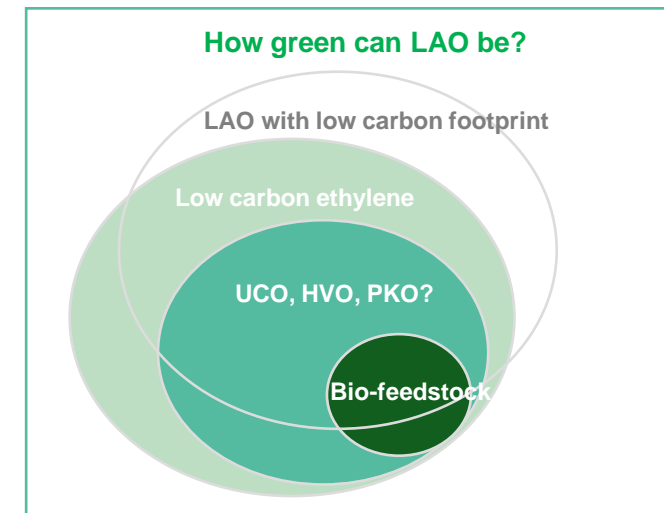 How green can LAO be?
LAO with low carbon footprint
Low carbon ethylene
UCO, HVO, PKO?
Bio-feedstock